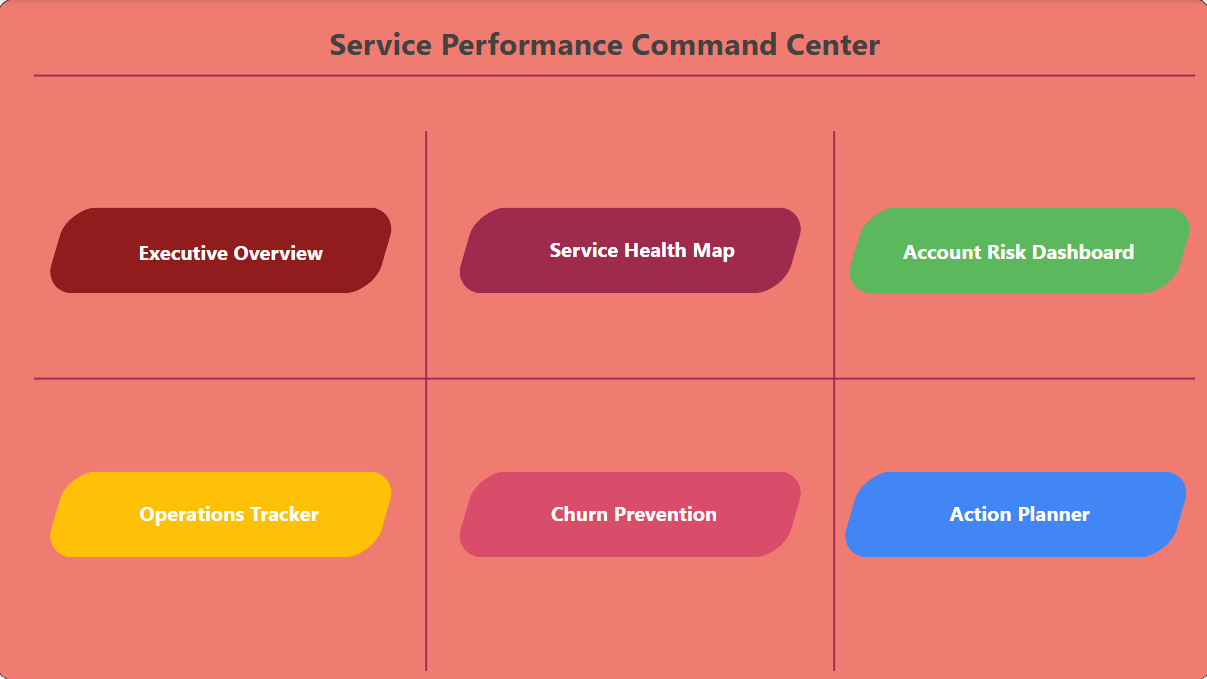 Service Performance Command Center
Executive Overview
Service Health Map
Account Risk Dashboard
Operations Tracker
Churn Prevention
Action Planner